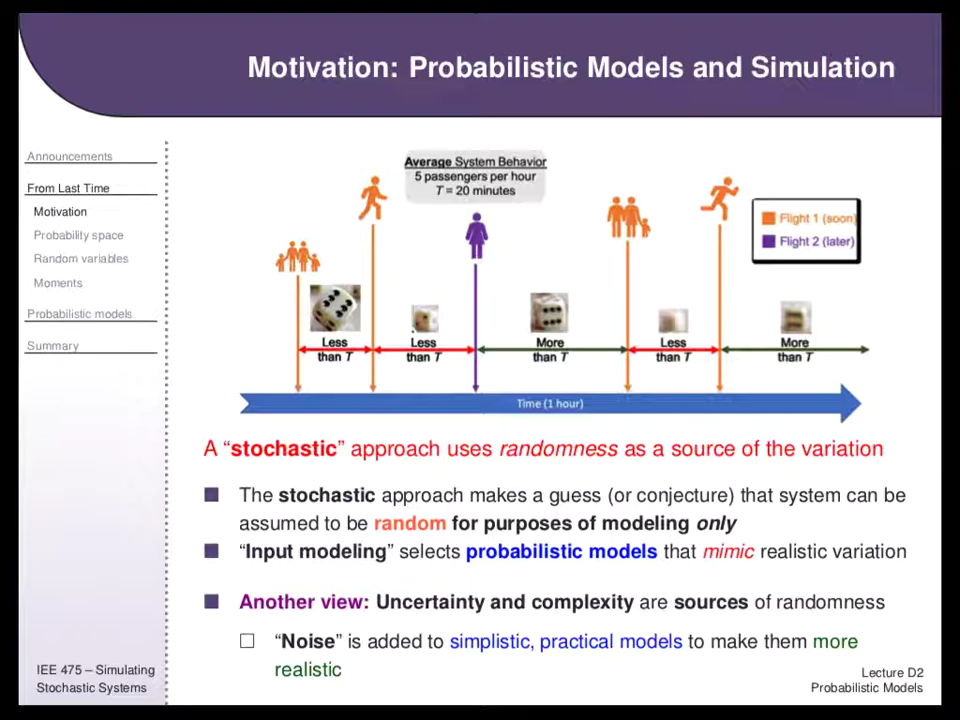 Motivation: Probabilistic Models and Simulation
Announcements
From Last Time
Motivation
Probability space
Random variables
Moments
Probabilistic models
Summary
Average System Behavior
5 passengers per hour
T = 20 minutes
Flight 1 (soon)
Flight 2 (later)
Less
than T
Less
than T
More
than T
Less
than T
More
than T
Time (1 hour)
A “stochastic” approach uses randomness as a source of the variation
The stochastic approach makes a guess (or conjecture) that system can be
assumed to be random for purposes of modeling only
“Input modeling” selects probabilistic models that mimic realistic variation
Another view: Uncertainty and complexity are sources of randomness
“Noise” is added to simplistic, practical models to make them more
realistic
IEE 475 – Simulating
Stochastic Systems
Lecture D2
Probabilistic Models